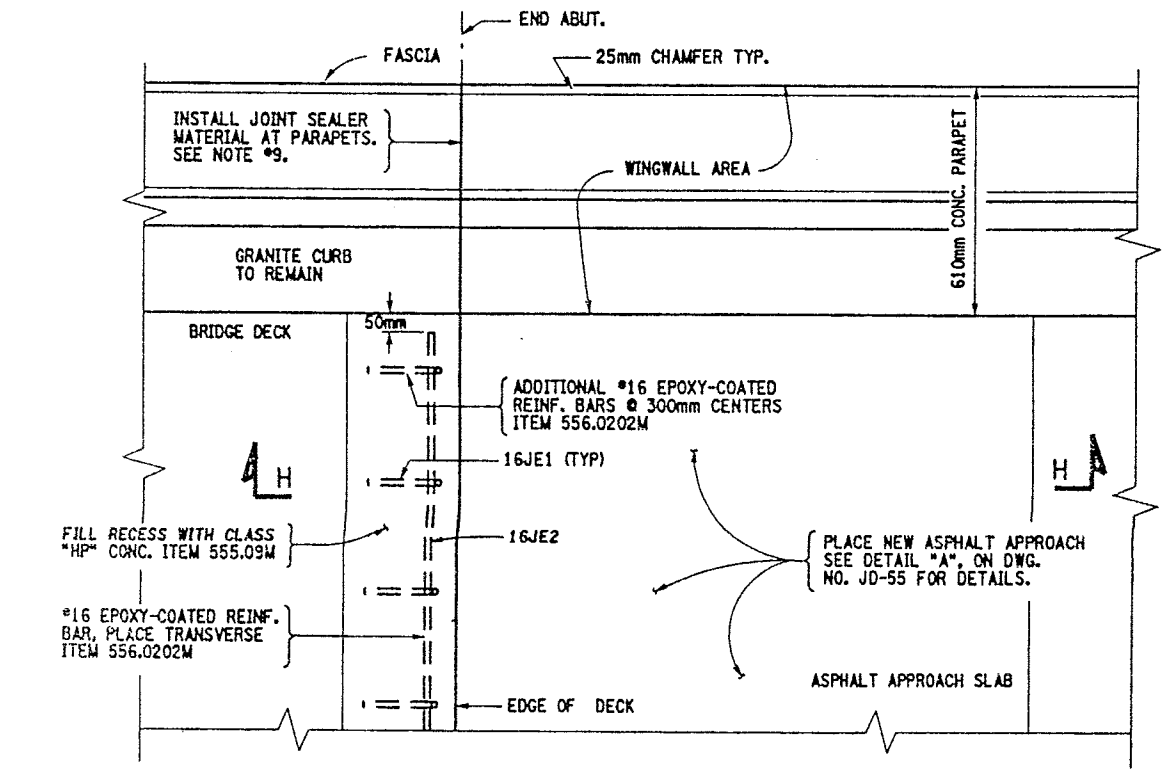 END ABUT.
FASCIA
25mm CHAMFER TYP.
INSTALL JOINT SEALER
MATERIAL AT PARAPETS.
SEE NOTE #9.
WINGWALL AREA
610mm CONC. PARAPET
GRANITE CURB
TO REMAIN
BRIDGE DECK
50mm
ADDITIONAL #16 EPOXY-COATED
REINF. BARS @ 300mm CENTERS
ITEM 556.0202M
16JE1 (TYP)
H
H
FILL RECESS WITH CLASS
"HP" CONC. ITEM 555.09M
16JE2
PLACE NEW ASPHALT APPROACH
SEE DETAIL "A". ON DWG.
NO. JD-55 FOR DETAILS.
#16 EPOXY-COATED REINF.
BAR, PLACE TRANSVERSE
ITEM 556.0202M
ASPHALT APPROACH SLAB
EDGE OF DECK